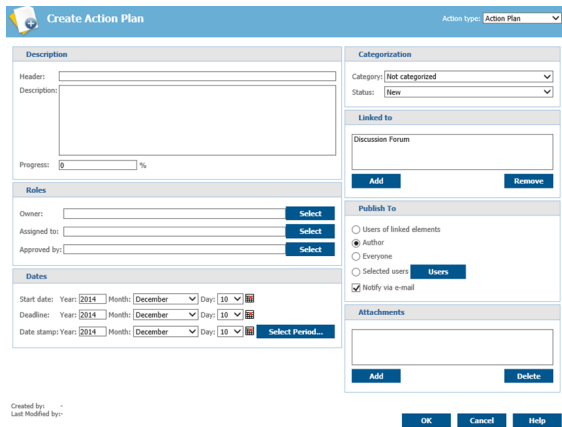 Create Action Plan
Action type: Action Plan
Description
Header:
Description:
Progress: 0 %
Roles
Owner: Select
Assigned to: Select
Approved by: Select
Dates
Start date: Year: 2014 Month: December Day: 10
Deadline: Year: 2014 Month: December Day: 10
Date stamp: Year: 2014 Month: December Day: 10 Select Period...
Categorization
Category: Not categorized
Status: New
Linked to
Discussion Forum
Add Remove
Publish To
Users of linked elements
Author
Everyone
Selected users Users
Notify via e-mail
Attachments
Add Delete
Created by: -
Last Modified by:-
OK Cancel Help